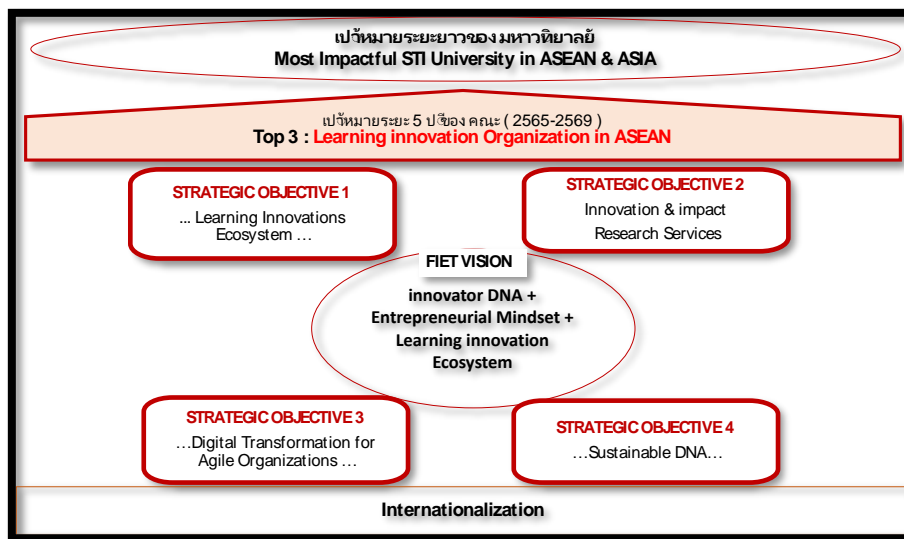 เป้าหมายระยะยาวของ มหาวิทยาลัย
Most Impactful STI University in ASEAN & ASIA
เป้าหมายระยะ 5 ปีของ คณะ ( 2565-2569 )
Top 3 : Learning innovation Organization in ASEAN
STRATEGIC OBJECTIVE 1
... Learning Innovations
Ecosystem …
STRATEGIC OBJECTIVE 2
Innovation & impact
Research Services
FIET VISION
innovator DNA +
Entrepreneurial Mindset +
Learning innovation
Ecosystem
STRATEGIC OBJECTIVE 3
…Digital Transformation for
Agile Organizations …
STRATEGIC OBJECTIVE 4
…Sustainable DNA…
Internationalization